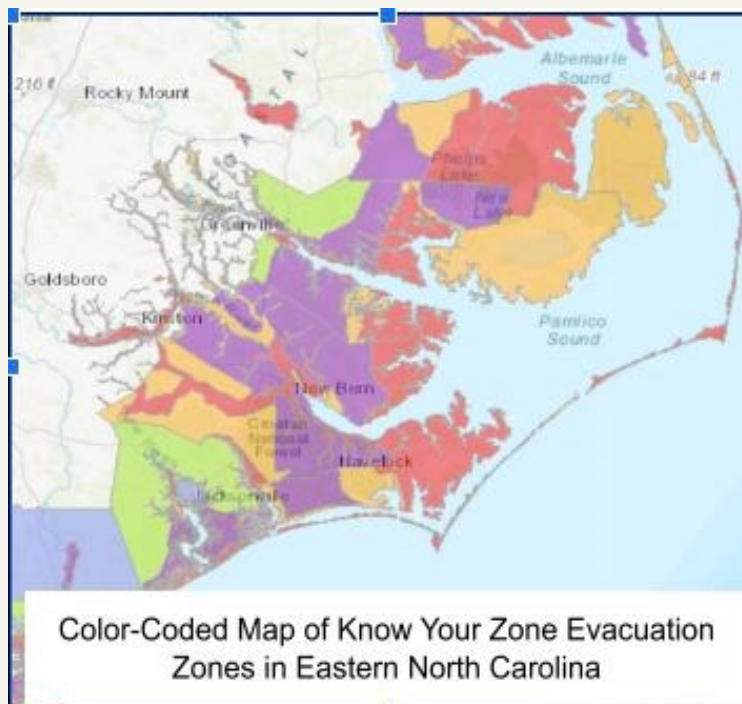 Albemarle
Sound
84 ft
210 ft
Rocky Mount
Phelps
Lake
New
Lake
Greenville
Goldsboro
Kinston
Pamlico
Sound
New Bern
Croatan
National
Forest
Havelock
Jacksonville
Color-Coded Map of Know Your Zone Evacuation
Zones in Eastern North Carolina